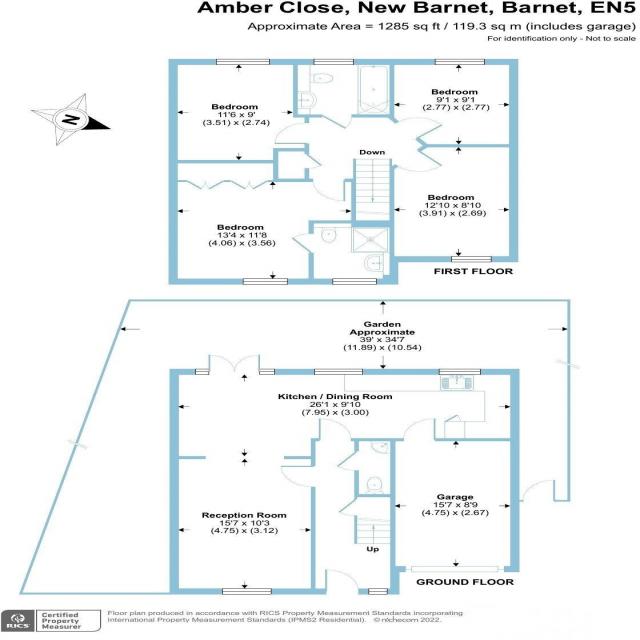 Amber Close, New Barnet, Barnet, EN5
Approximate Area = 1285 sq ft / 119.3 sq m (includes garage)
For identification only - Not to scale
N
Bedroom
11'6 x 9'
(3.51) x (2.74)
Bedroom
9'1 x 9'1
(2.77) x (2.77)
Down
Bedroom
12'10 x 8'10
(3.91) x (2.69)
Bedroom
13'4 x 11'8
(4.06) x (3.56)
FIRST FLOOR
Garden
Approximate
39' x 34'7
(11.89) x (10.54)
Kitchen / Dining Room
26'1 x 9'10
(7.95) x (3.00)
Reception Room
15'7 x 10'3
(4.75) x (3.12)
Garage
15'7 x 8'9
(4.75) x (2.67)
Up
GROUND FLOOR
RICS
Certified
Property
Measurer
Floor plan produced in accordance with RICS Property Measurement Standards incorporating
International Property Measurement Standards (IPMS2 Residential). © nichecom 2022.